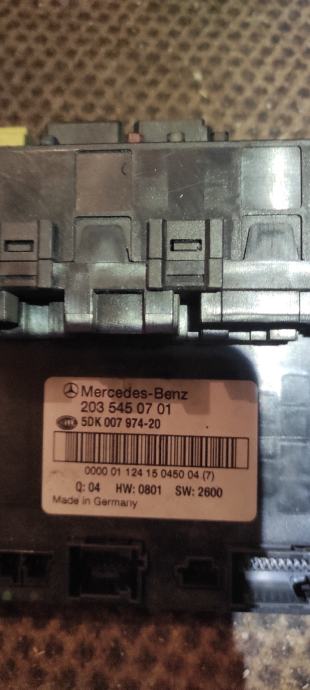 Mercedes-Benz
203 545 07 01
5DK 007 974-20
0000 01 124 15 0450 04 (7)
Q: 04 HW: 0801 SW: 2600
Made in Germany